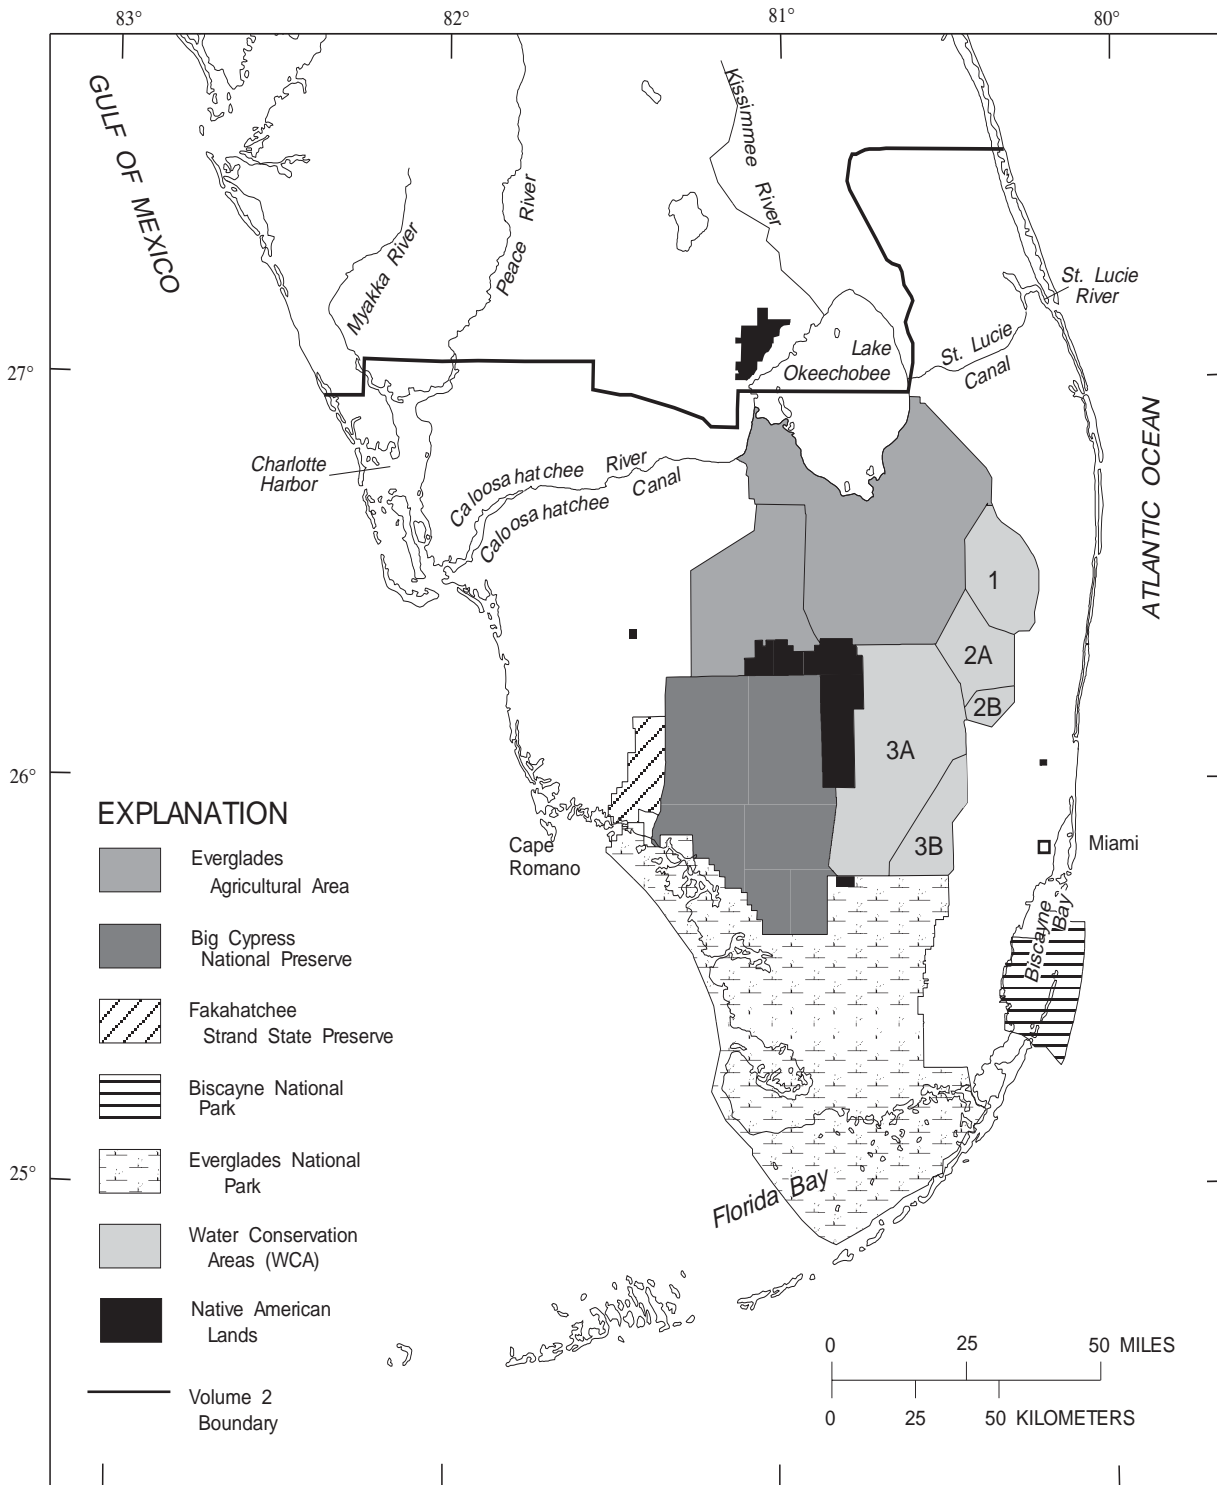 83°
82°
81°
80°
GULF OF MEXICO
Kissimmee River
Peace River
Myakka River
St. Lucie
River
Lake
Okeechobee
St. Lucie
Canal
27°
ATLANTIC OCEAN
Charlotte
Harbor
Caloosahatchee River
Caloosahatchee Canal
1
2A
2B
3A
26°
3B
Cape
Romano
Miami
Biscayne
Bay
EXPLANATION
Everglades
Agricultural Area
Big Cypress
National Preserve
Fakahatchee
Strand State Preserve
Biscayne National
Park
Everglades National
Park
25°
Florida Bay
Water Conservation
Areas (WCA)
Native American
Lands
Volume 2
Boundary
0 25 50 MILES
0 25 50 KILOMETERS